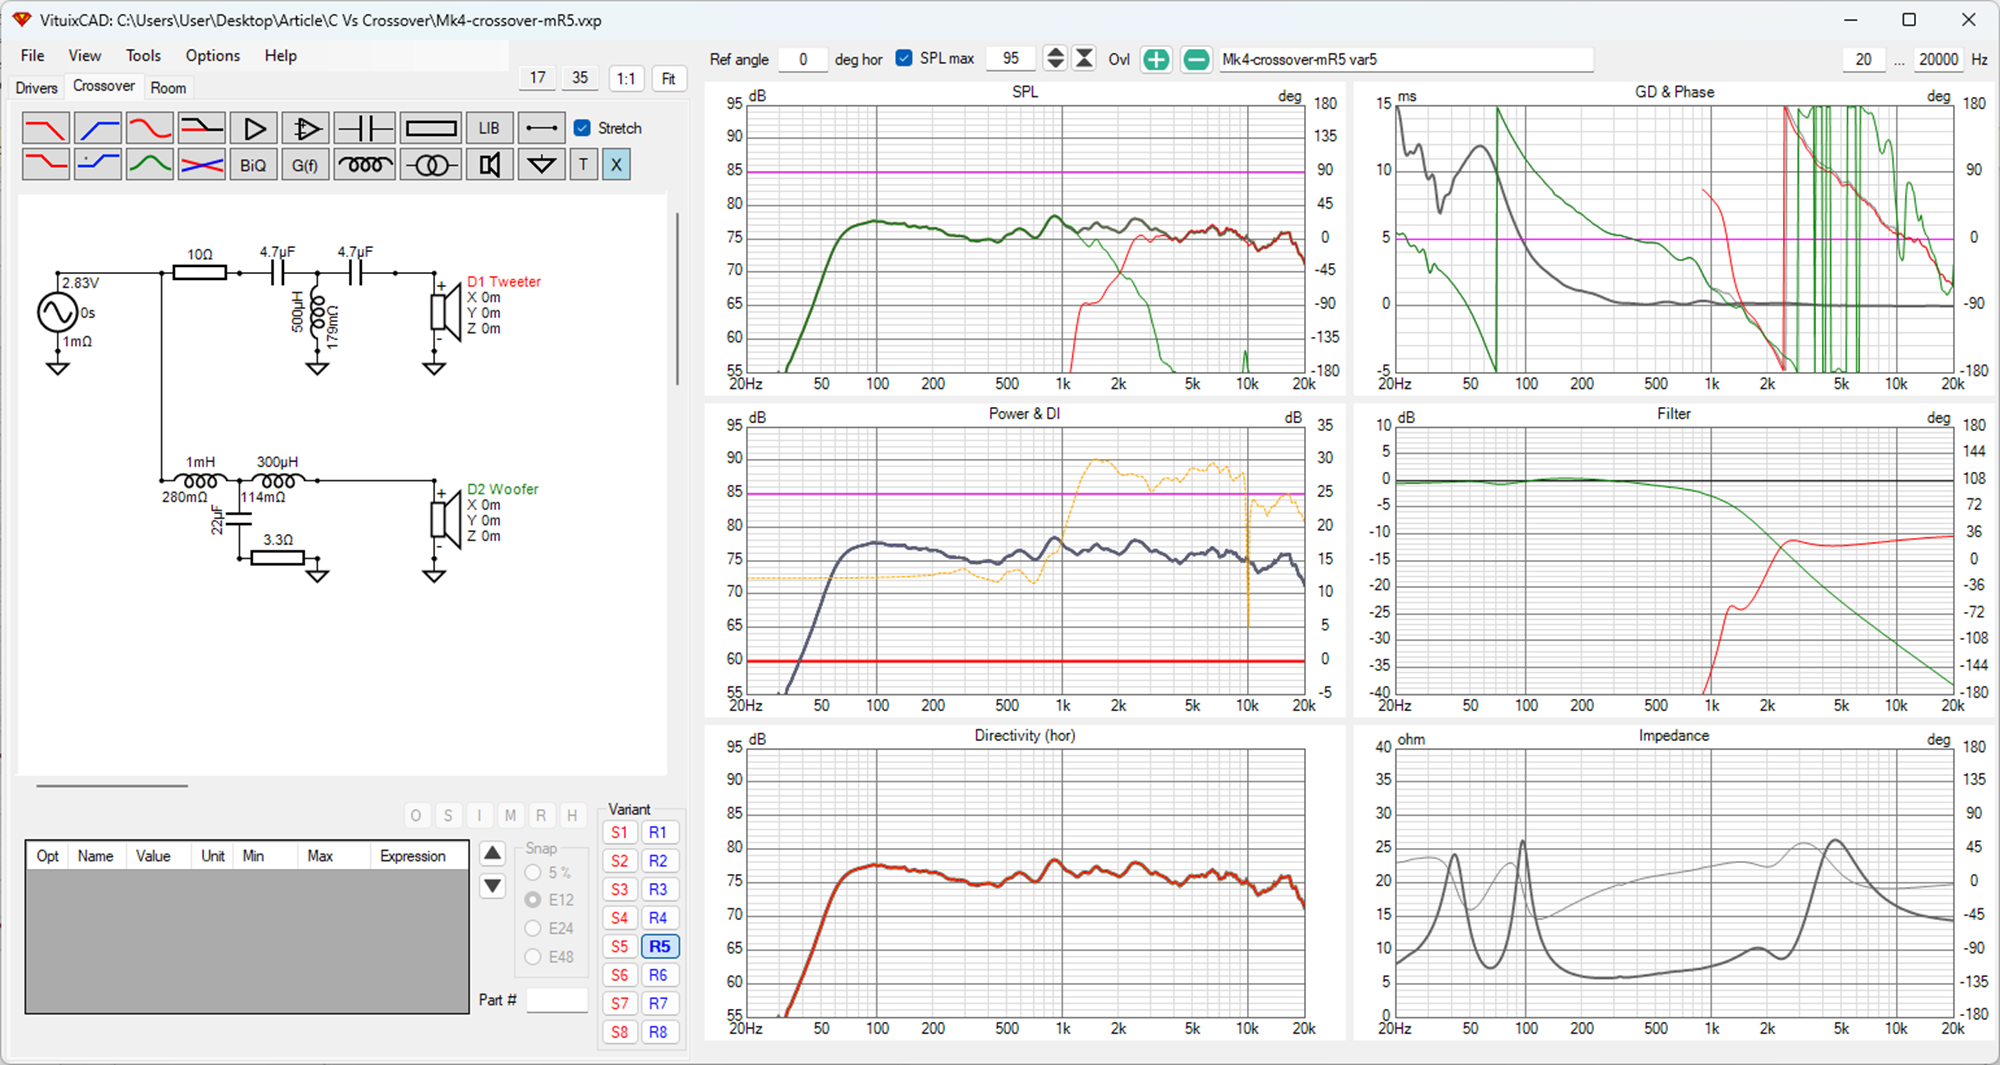 VituixCAD: C:\Users\User\Desktop\Article\C Vs Crossover\Mk4-crossover-mR5.vxp
File View Tools Options Help
Drivers Crossover Room
17 35 1:1 Fit
Ref angle 0 deg hor SPL max 95 Ovl Mk4-crossover-mR5 var5 20 ... 20000 Hz
LIB Stretch
BiQ G(f) T X
10Ω 4.7µF 4.7µF
2.83V
0s
1mΩ
500µH
179mΩ
+
-
D1 Tweeter
X 0m
Y 0m
Z 0m
1mH 300µH
280mΩ 114mΩ
22µF
3.3Ω
+
-
D2 Woofer
X 0m
Y 0m
Z 0m
O S I M R H
Opt Name Value Unit Min Max Expression
Snap
5 %
E12
E24
E48
Part #
Variant
S1 R1
S2 R2
S3 R3
S4 R4
S5 R5
S6 R6
S7 R7
S8 R8
SPL
dB deg
95 90 85 80 75 70 65 60 55
180 135 90 45 0 -45 -90 -135 -180
20Hz 50 100 200 500 1k 2k 5k 10k 20k
GD & Phase
ms deg
15 10 5 0 -5
180 90 0 -90 -180
20Hz 50 100 200 500 1k 2k 5k 10k 20k
Power & DI
dB dB
95 90 85 80 75 70 65 60 55
35 30 25 20 15 10 5 0 -5
20Hz 50 100 200 500 1k 2k 5k 10k 20k
Filter
dB deg
10 5 0 -5 -10 -15 -20 -25 -30 -35 -40
180 144 108 72 36 0 -36 -72 -108 -144 -180
20Hz 50 100 200 500 1k 2k 5k 10k 20k
Directivity (hor)
dB
95 90 85 80 75 70 65 60 55
20Hz 50 100 200 500 1k 2k 5k 10k 20k
Impedance
ohm deg
40 35 30 25 20 15 10 5 0
180 135 90 45 0 -45 -90 -135 -180
20Hz 50 100 200 500 1k 2k 5k 10k 20k